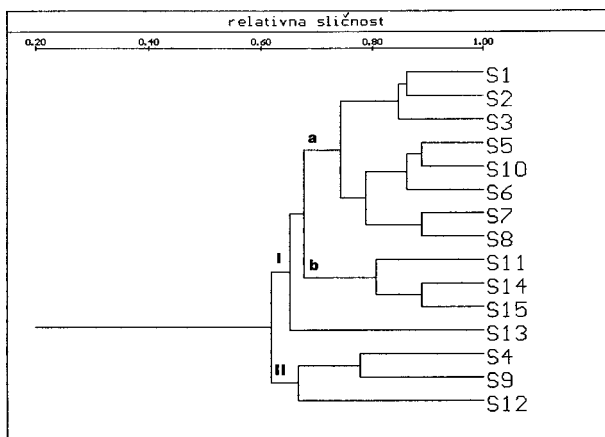 relativna sličnost
0.20 0.40 0.60 0.80 1.00
S1
S2
a
S3
S5
S10
S6
S7
S8
I
b
S11
S14
S15
S13
S4
II
S9
S12